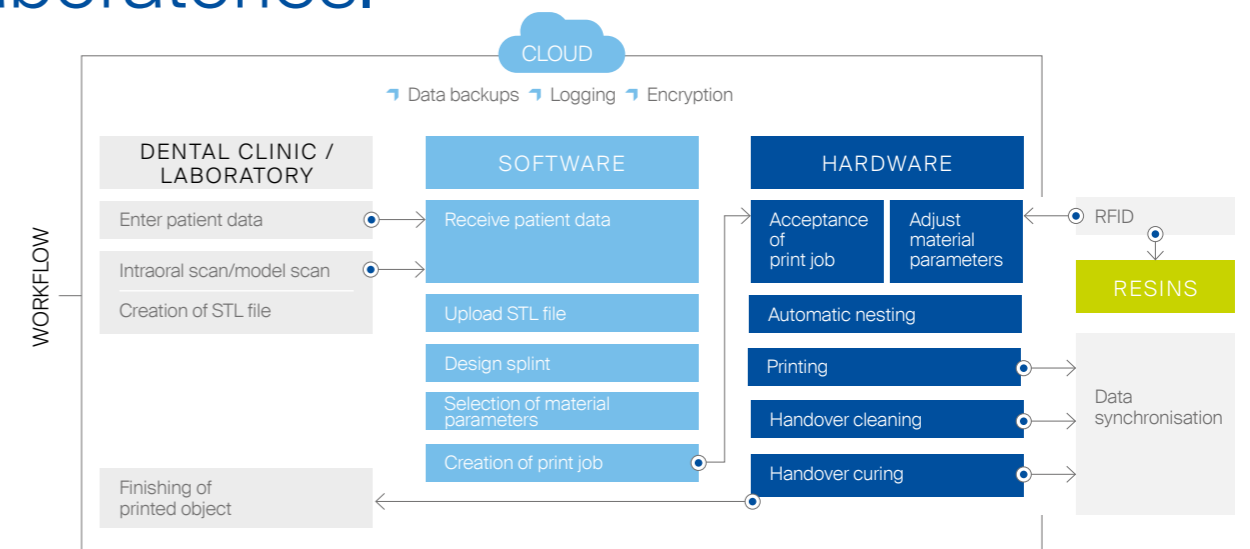 CLOUD
Data backups Logging Encryption
WORKFLOW
DENTAL CLINIC /
LABORATORY
Enter patient data
Intraoral scan/model scan
Creation of STL file
Finishing of
printed object
SOFTWARE
Receive patient data
Upload STL file
Design splint
Selection of material
parameters
Creation of print job
HARDWARE
Acceptance
of
print job
Adjust
material
parameters
Automatic nesting
Printing
Handover cleaning
Handover curing
RFID
RESINS
Data
synchronisation